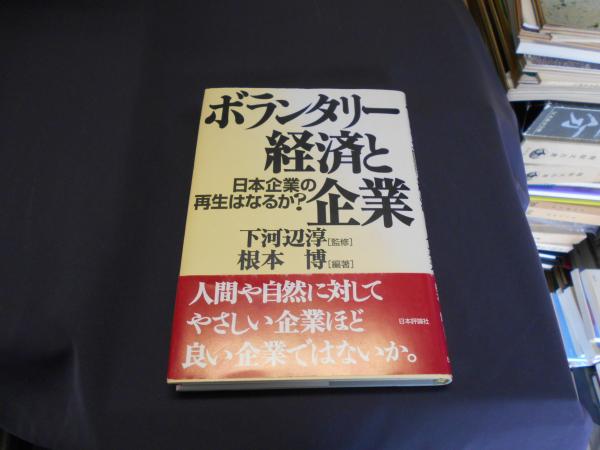 ボランタリー
経済と
企業
日本企業の
再生はなるか?
下河辺淳[監修]
根本 博[編著]
人間や自然に対して
やさしい企業ほど
良い企業ではないか。
日本評論社